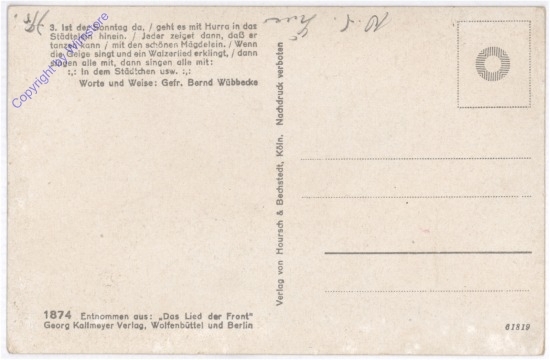 3. Ist der Sonntag da, / geht es mit Hurra in das
Städtelein hinein. / Jeder zeiget dann, daß er
tanzen kann / mit den schönen Mägdelein. / Wenn
die Geige singt und ein Walzerlied erklingt, / dann
singen alle mit, dann singen alle mit:
:,: In dem Städtchen usw. :,:
Worte und Weise: Gefr. Bernd Wübbecke
Copyright by Winstore
Verlag von Hoursch & Bechstedt, Köln. Nachdruck verboten
1874 Entnommen aus: „Das Lied der Front“
Georg Kallmeyer Verlag, Wolfenbüttel und Berlin
61819